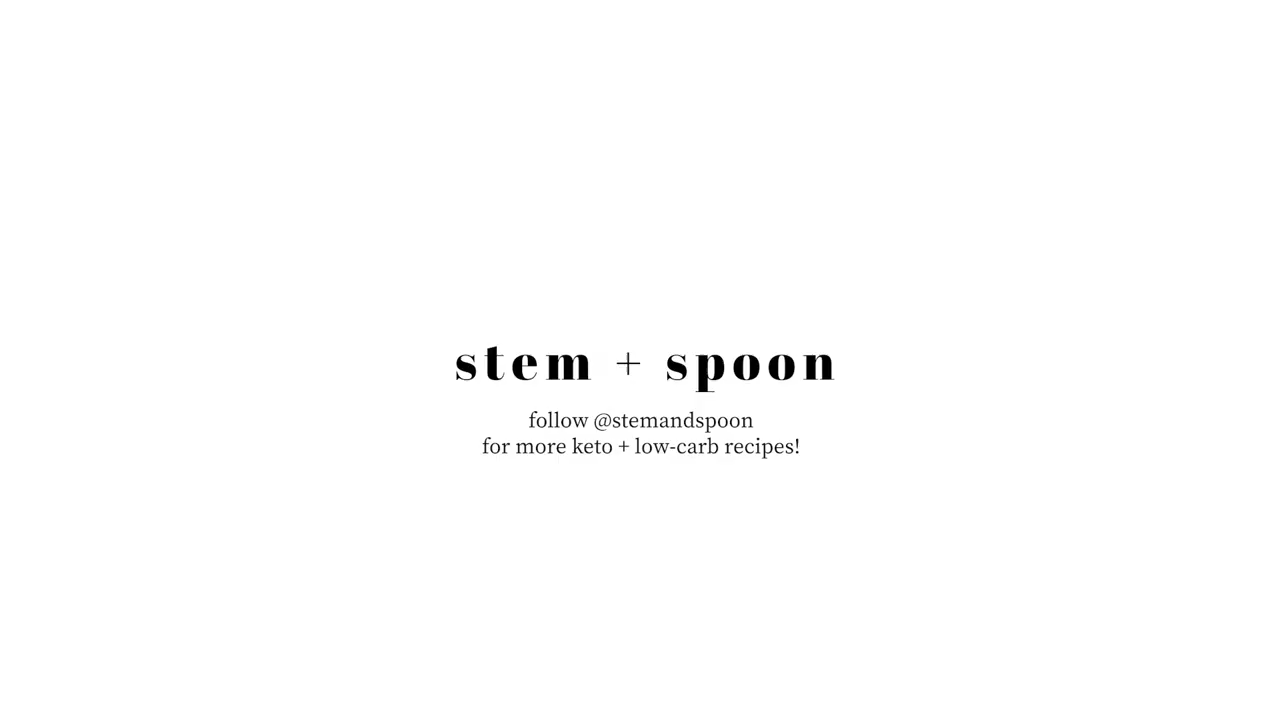 stem + spoon
follow @stemandspoon
for more keto + low-carb recipes!